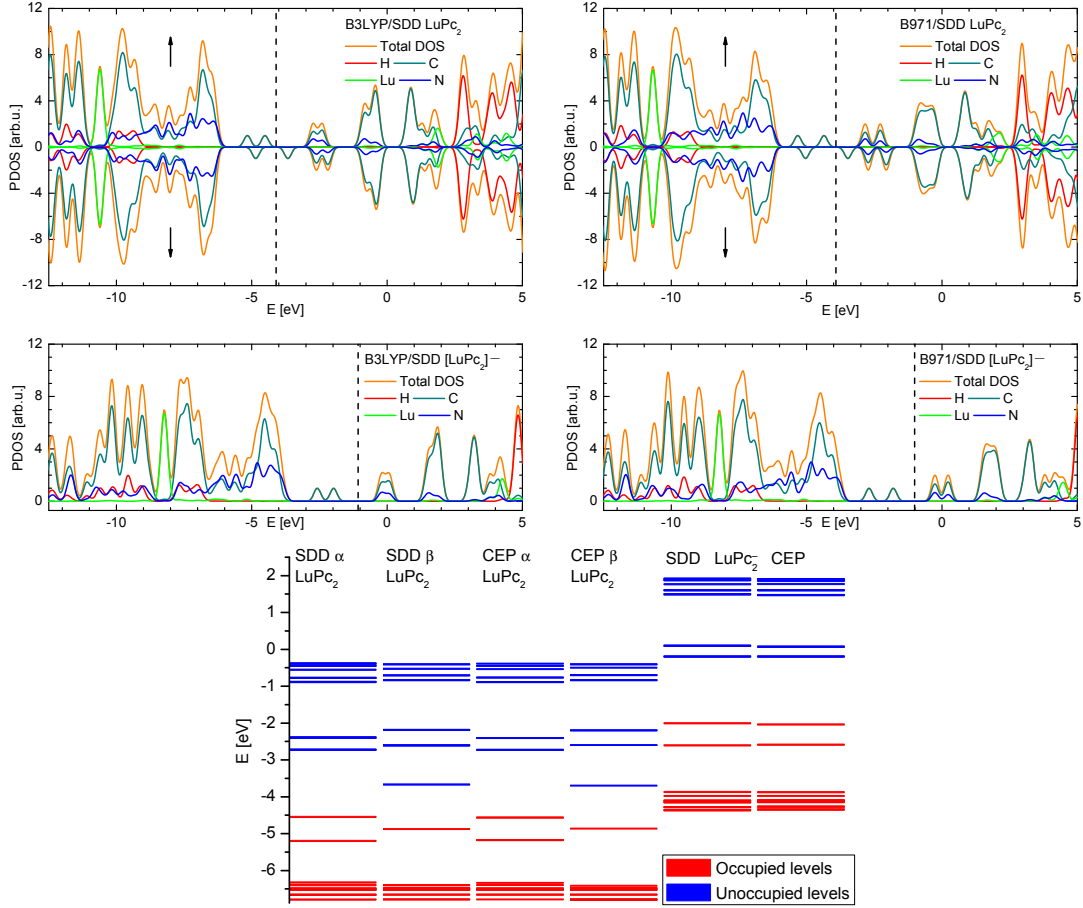 B3LYP/SDD LuPc₂
Total DOS
H C
Lu N
PDOS [arb.u.]
12
8
4
0
-4
-8
-12
-10 -5 0 5
E [eV]
B971/SDD LuPc₂
Total DOS
H C
Lu N
PDOS [arb.u.]
12
8
4
0
-4
-8
-12
-10 -5 0 5
E [eV]
B3LYP/SDD [LuPc₂]—
Total DOS
H C
Lu N
PDOS [arb.u.]
12
8
4
0
-10 -5 0 5
E [eV]
B971/SDD [LuPc₂]—
Total DOS
H C
Lu N
PDOS [arb.u.]
12
8
4
0
-10 -5 0 5
E [eV]
SDD α
LuPc₂
SDD β
LuPc₂
CEP α
LuPc₂
CEP β
LuPc₂
SDD LuPc₂⁻ CEP
E [eV]
2
1
0
-1
-2
-3
-4
-5
-6
Occupied levels
Unoccupied levels